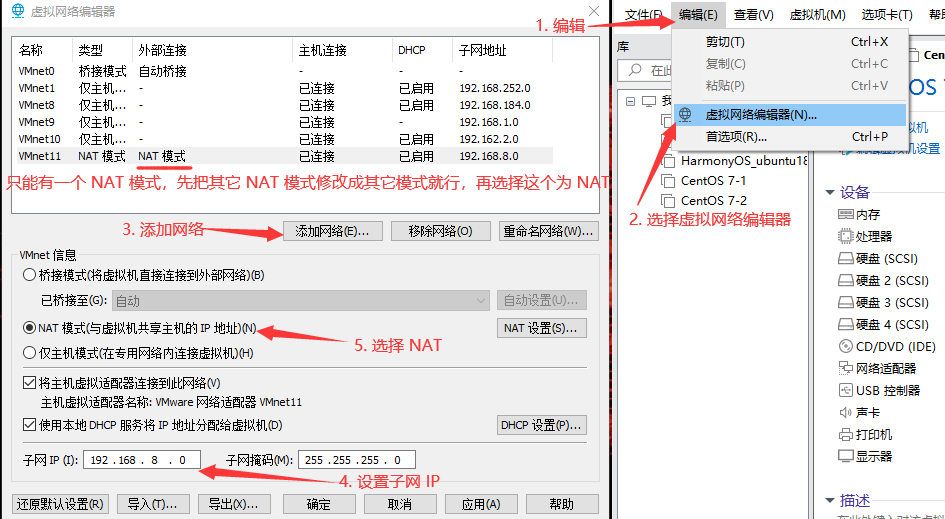 虚拟网络编辑器
名称 类型 外部连接 主机连接 DHCP 子网地址
VMnet0 桥接模式 自动桥接 - - -
VMnet1 仅主机... - 已连接 已启用 192.168.252.0
VMnet8 仅主机... - 已连接 已启用 192.168.184.0
VMnet9 仅主机... - 已连接 已启用 192.168.1.0
VMnet10 仅主机... - 已连接 已启用 192.162.2.0
VMnet11 NAT 模式 NAT 模式 已连接 已启用 192.168.8.0
只能有一个 NAT 模式，先把其它 NAT 模式修改成其它模式就行，再选择这个为 NAT
3. 添加网络
添加网络(E)... 移除网络(O) 重命名网络(W)...
VMnet 信息
桥接模式(将虚拟机直接连接到外部网络)(B)
已桥接至(G): 自动 自动设置(U)...
NAT 模式(与虚拟机共享主机的 IP 地址)(N) NAT 设置(S)...
5. 选择 NAT
仅主机模式(在专用网络内连接虚拟机)(H)
将主机虚拟适配器连接到此网络(V)
主机虚拟适配器名称: VMware 网络适配器 VMnet11
使用本地 DHCP 服务将 IP 地址分配给虚拟机(D) DHCP 设置(P)...
子网 IP (I): 192 . 168 . 8 . 0 子网掩码(M): 255 . 255 . 255 . 0
4. 设置子网 IP
还原默认设置(R) 导入(T)... 导出(X)... 确定 取消 应用(A) 帮助
1. 编辑
文件(F) 编辑(E) 查看(V) 虚拟机(M) 选项卡(T) 帮
库
在此
剪切(T) Ctrl+X
复制(C) Ctrl+C
粘贴(P) Ctrl+V
虚拟网络编辑器(N)...
首选项(R)... Ctrl+P
Cen
OS 7
拟机
虚拟机设置
HarmonyOS_ubuntu18
CentOS 7-1
CentOS 7-2
2. 选择虚拟网络编辑器
设备
内存
处理器
硬盘 (SCSI)
硬盘 2 (SCSI)
硬盘 3 (SCSI)
硬盘 4 (SCSI)
CD/DVD (IDE)
网络适配器
USB 控制器
声卡
打印机
显示器
描述